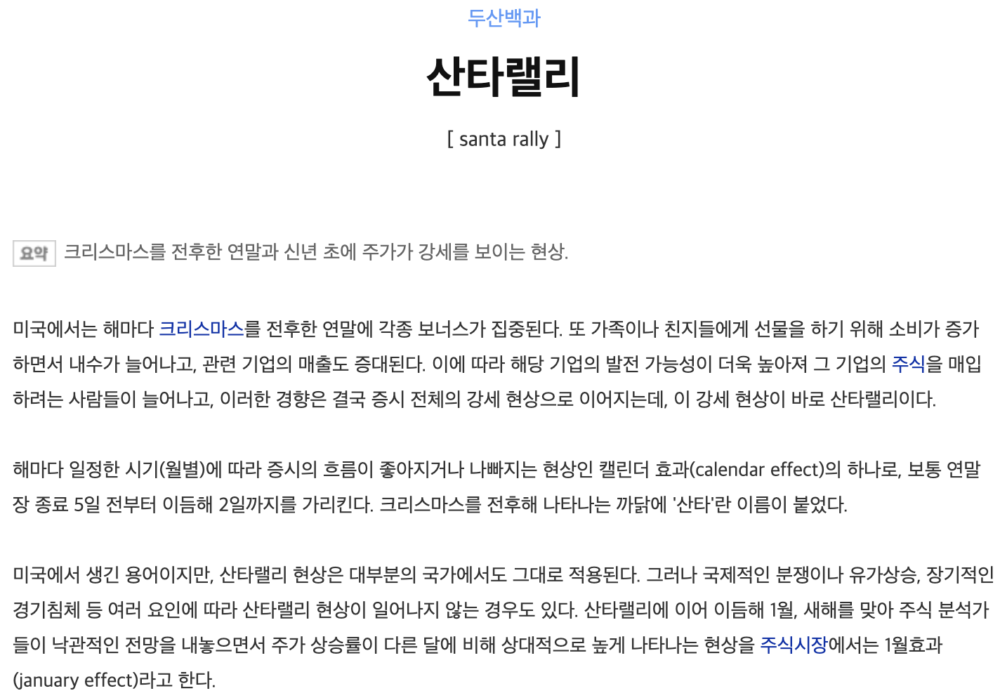 두산백과
산타랠리
[ santa rally ]
요약 크리스마스를 전후한 연말과 신년 초에 주가가 강세를 보이는 현상.
미국에서는 해마다 크리스마스를 전후한 연말에 각종 보너스가 집중된다. 또 가족이나 친지들에게 선물을 하기 위해 소비가 증가
하면서 내수가 늘어나고, 관련 기업의 매출도 증대된다. 이에 따라 해당 기업의 발전 가능성이 더욱 높아져 그 기업의 주식을 매입
하려는 사람들이 늘어나고, 이러한 경향은 결국 증시 전체의 강세 현상으로 이어지는데, 이 강세 현상이 바로 산타랠리이다.
해마다 일정한 시기(월별)에 따라 증시의 흐름이 좋아지거나 나빠지는 현상인 캘린더 효과(calendar effect)의 하나로, 보통 연말
장 종료 5일 전부터 이듬해 2일까지를 가리킨다. 크리스마스를 전후해 나타나는 까닭에 '산타'란 이름이 붙었다.
미국에서 생긴 용어이지만, 산타랠리 현상은 대부분의 국가에서도 그대로 적용된다. 그러나 국제적인 분쟁이나 유가상승, 장기적인
경기침체 등 여러 요인에 따라 산타랠리 현상이 일어나지 않는 경우도 있다. 산타랠리에 이어 이듬해 1월, 새해를 맞아 주식 분석가
들이 낙관적인 전망을 내놓으면서 주가 상승률이 다른 달에 비해 상대적으로 높게 나타나는 현상을 주식시장에서는 1월효과
(january effect)라고 한다.